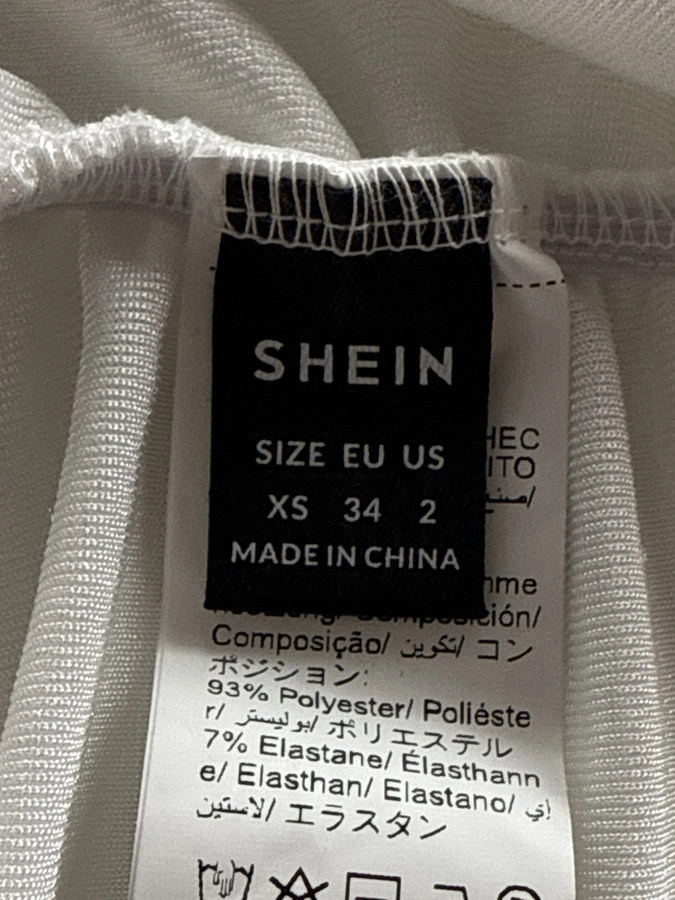 SHEIN
SIZE EU US
XS 34 2
MADE IN CHINA
Composição/ تكوين/ コン
ポジション:
93% Polyester/ Poliéste
r/ بوليستر/ ポリエステル
7% Elastane/ Élasthann
e/ Elasthan/ Elastano/ إي
لاستين/ エラスタン